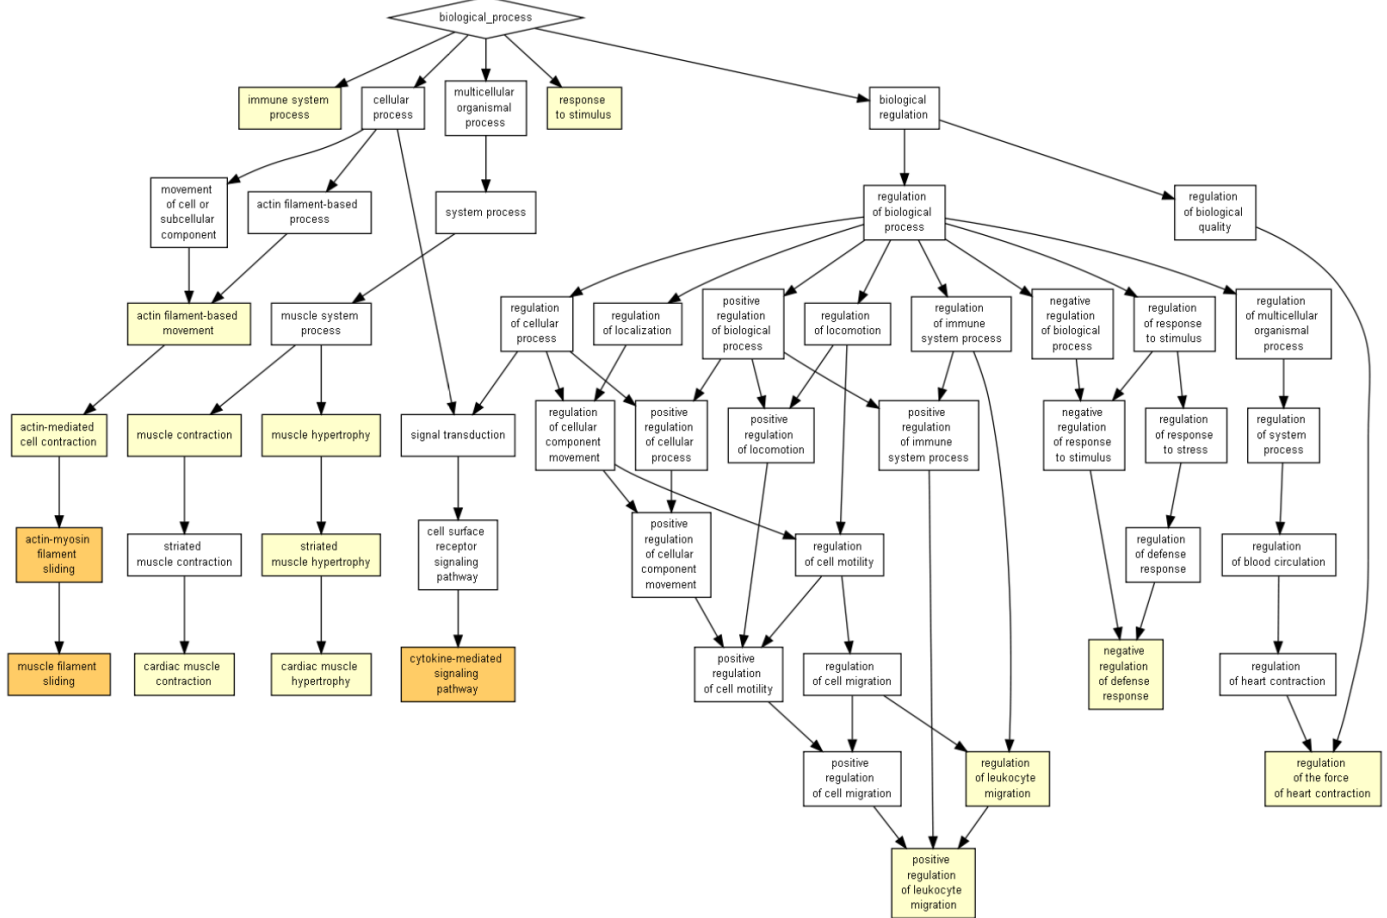 biological_process
immune system
process
cellular
process
multicellular
organismal
process
response
to stimulus
biological
regulation
movement
of cell or
subcellular
component
actin filament-based
process
system process
regulation
of biological
process
regulation
of biological
quality
actin filament-based
movement
muscle system
process
regulation
of cellular
process
regulation
of localization
positive
regulation
of biological
process
regulation
of locomotion
regulation
of immune
system process
negative
regulation
of biological
process
regulation
of response
to stimulus
regulation
of multicellular
organismal
process
actin-mediated
cell contraction
muscle contraction
muscle hypertrophy
signal transduction
regulation
of cellular
component
movement
positive
regulation
of cellular
process
positive
regulation
of locomotion
positive
regulation
of immune
system process
negative
regulation
of response
to stimulus
regulation
of response
to stress
regulation
of system
process
actin-myosin
filament
sliding
striated
muscle contraction
striated
muscle hypertrophy
cell surface
receptor
signaling
pathway
positive
regulation
of cellular
component
movement
regulation
of cell motility
regulation
of defense
response
regulation
of blood circulation
muscle filament
sliding
cardiac muscle
contraction
cardiac muscle
hypertrophy
cytokine-mediated
signaling
pathway
positive
regulation
of cell motility
regulation
of cell migration
negative
regulation
of defense
response
regulation
of heart contraction
positive
regulation
of cell migration
regulation
of leukocyte
migration
regulation
of the force
of heart contraction
positive
regulation
of leukocyte
migration